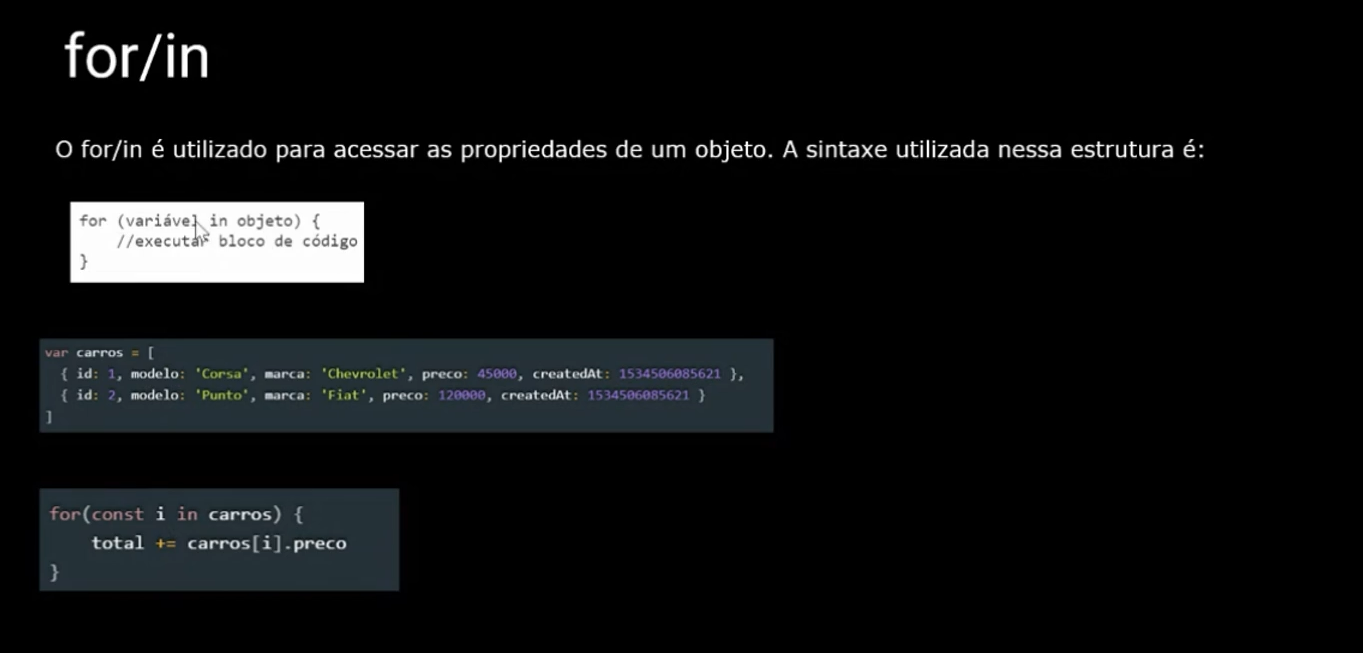 for/in
O for/in é utilizado para acessar as propriedades de um objeto. A sintaxe utilizada nessa estrutura é:
for (variável in objeto) {
//executar bloco de código
}
var carros = [
{ id: 1, modelo: 'Corsa', marca: 'Chevrolet', preco: 45000, createdAt: 1534506085621 },
{ id: 2, modelo: 'Punto', marca: 'Fiat', preco: 120000, createdAt: 1534506085621 }
]
for(const i in carros) {
total += carros[i].preco
}